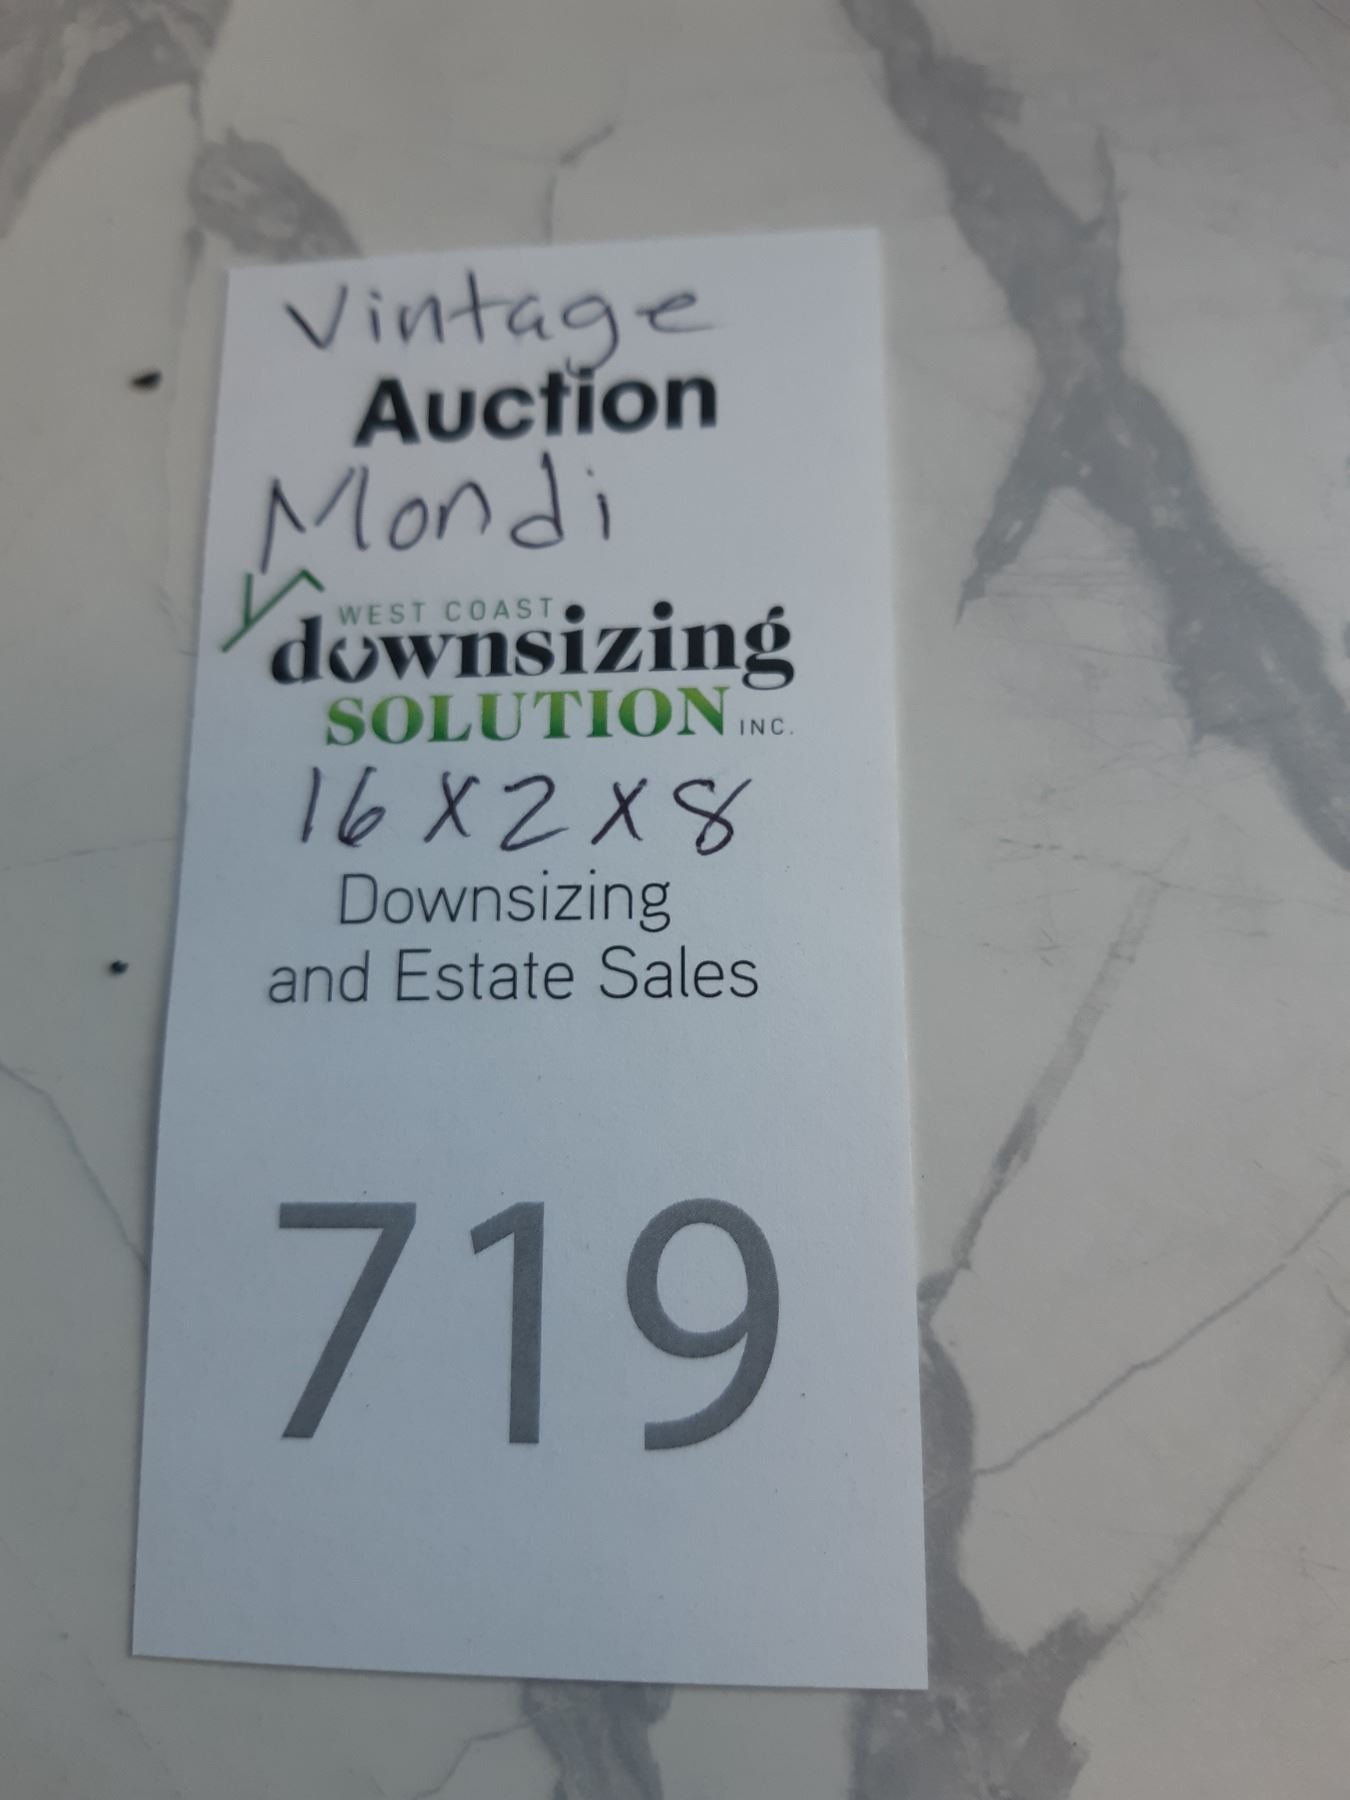 Vintage
Auction
Mondi
WEST COAST
downsizing
SOLUTION INC.
16 x 2 x 8
Downsizing
and Estate Sales
719